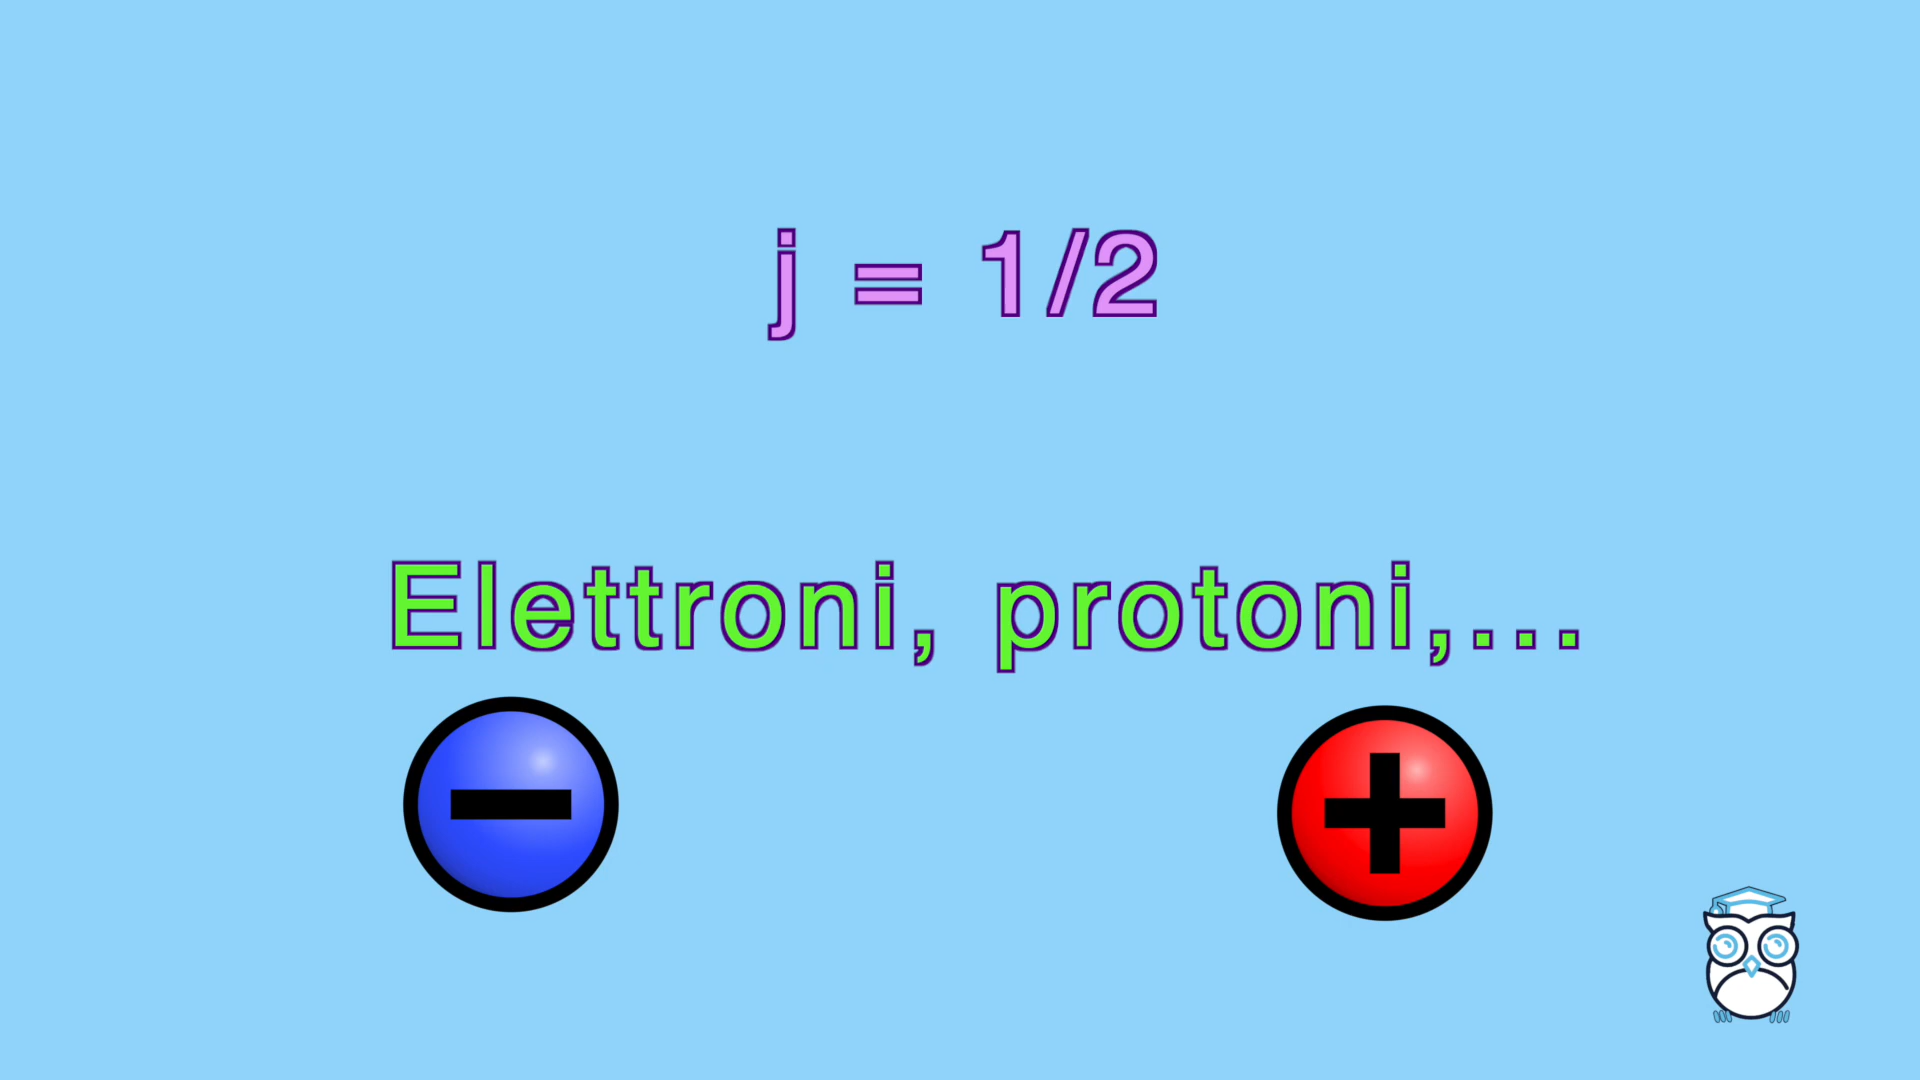 j = 1/2
Elettroni, protoni,...